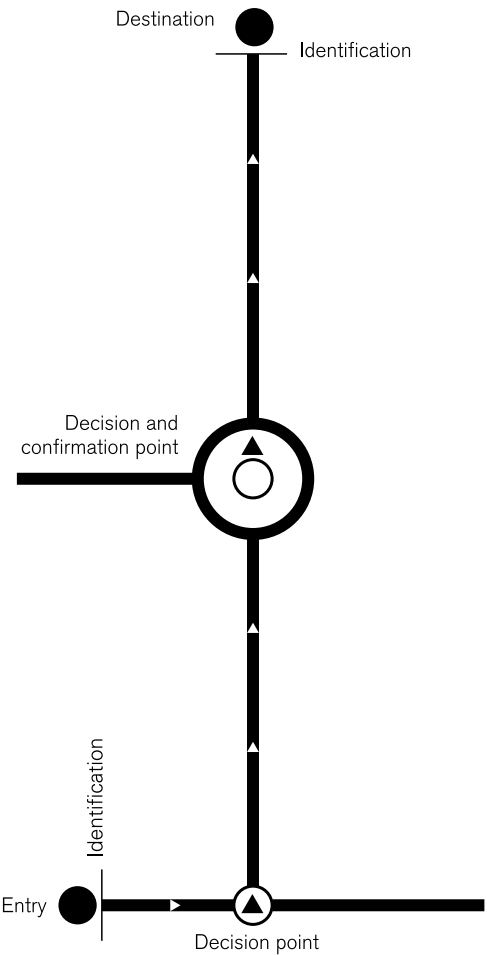 Destination
Identification
Decision and
confirmation point
Identification
Entry
Decision point